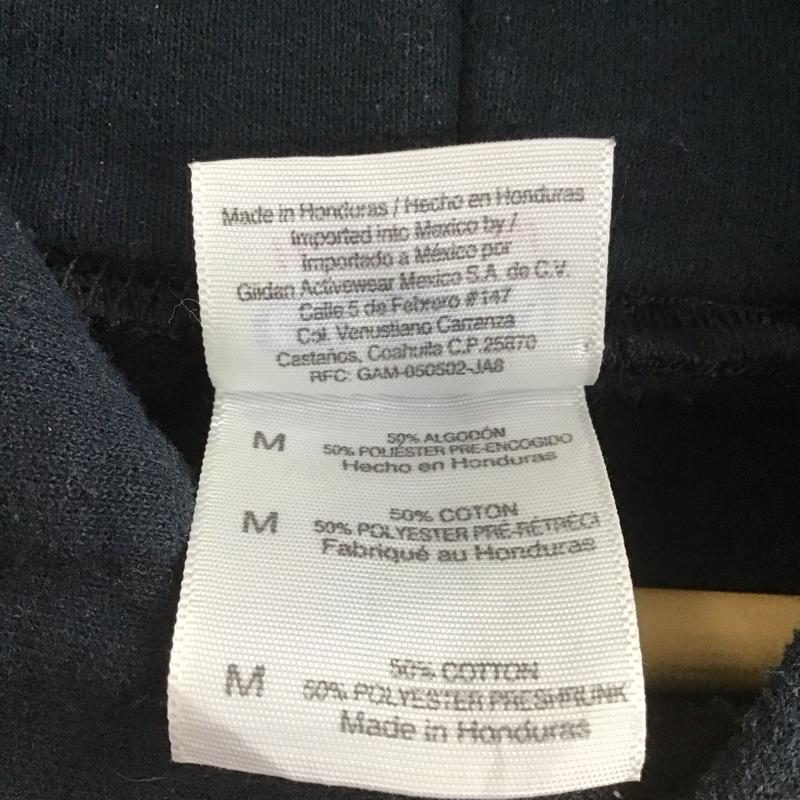 Made in Honduras / Hecho en Honduras
Imported into Mexico by /
Importado a México por
Gildan Activewear Mexico S.A. de C.V.
Calle 5 de Febrero #147
Col. Venustiano Carranza
Castaños, Coahuila C.P.25870
RFC: GAM-050502-JA8
M
50% ALGODÓN
50% POLIÉSTER PRE-ENCOGIDO
Hecho en Honduras
M
50% COTON
50% POLYESTER PRÉ-RÉTRÉCI
Fabriqué au Honduras
M
50% COTTON
50% POLYESTER PRESHRUNK
Made in Honduras